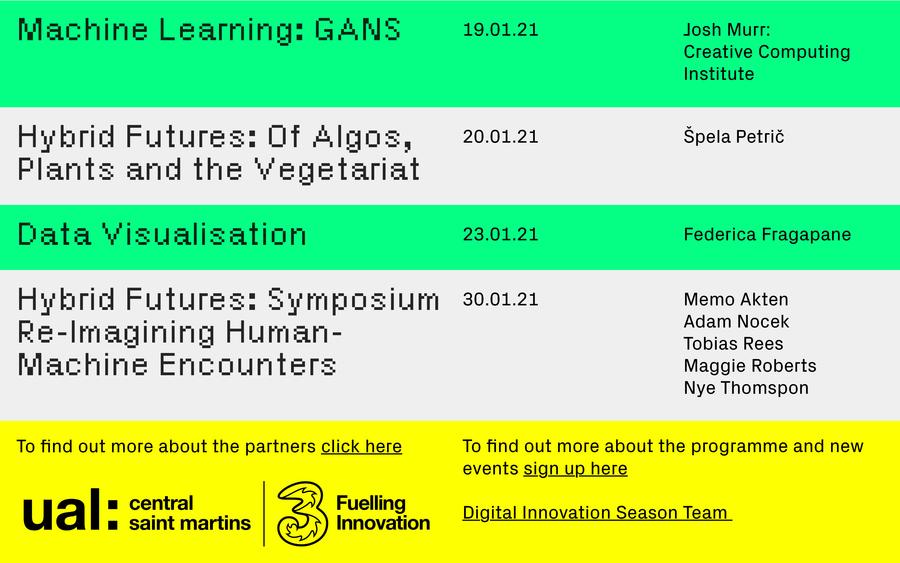 Machine Learning: GANS
19.01.21
Josh Murr:
Creative Computing
Institute
Hybrid Futures: Of Algos,
Plants and the Vegetariat
20.01.21
Špela Petrič
Data Visualisation
23.01.21
Federica Fragapane
Hybrid Futures: Symposium
Re-Imagining Human-
Machine Encounters
30.01.21
Memo Akten
Adam Nocek
Tobias Rees
Maggie Roberts
Nye Thomspon
To find out more about the partners click here
ual: central
saint martins
3 Fuelling
Innovation
To find out more about the programme and new
events sign up here
Digital Innovation Season Team